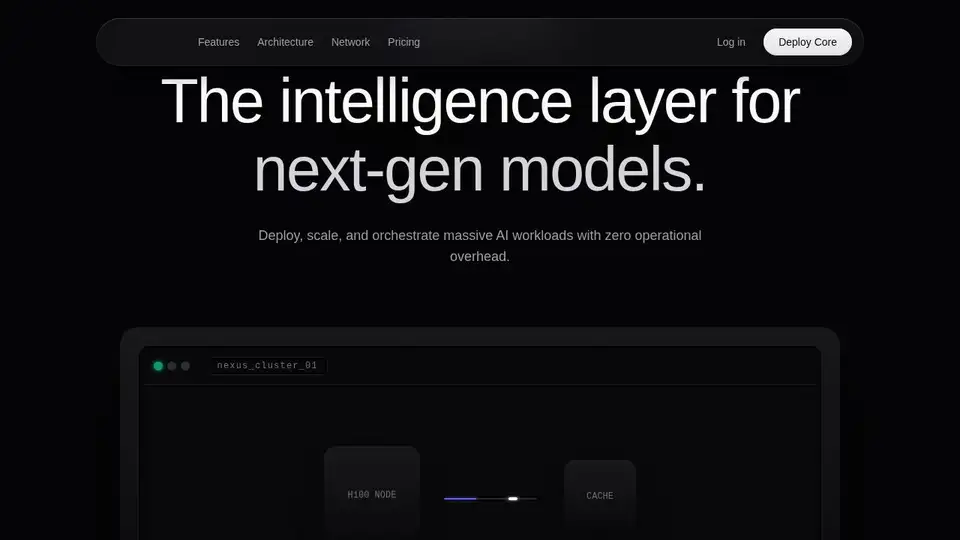 Features Architecture Network Pricing Log in Deploy Core
The intelligence layer for
next-gen models.
Deploy, scale, and orchestrate massive AI workloads with zero operational
overhead.
nexus_cluster_01
H100 NODE
CACHE